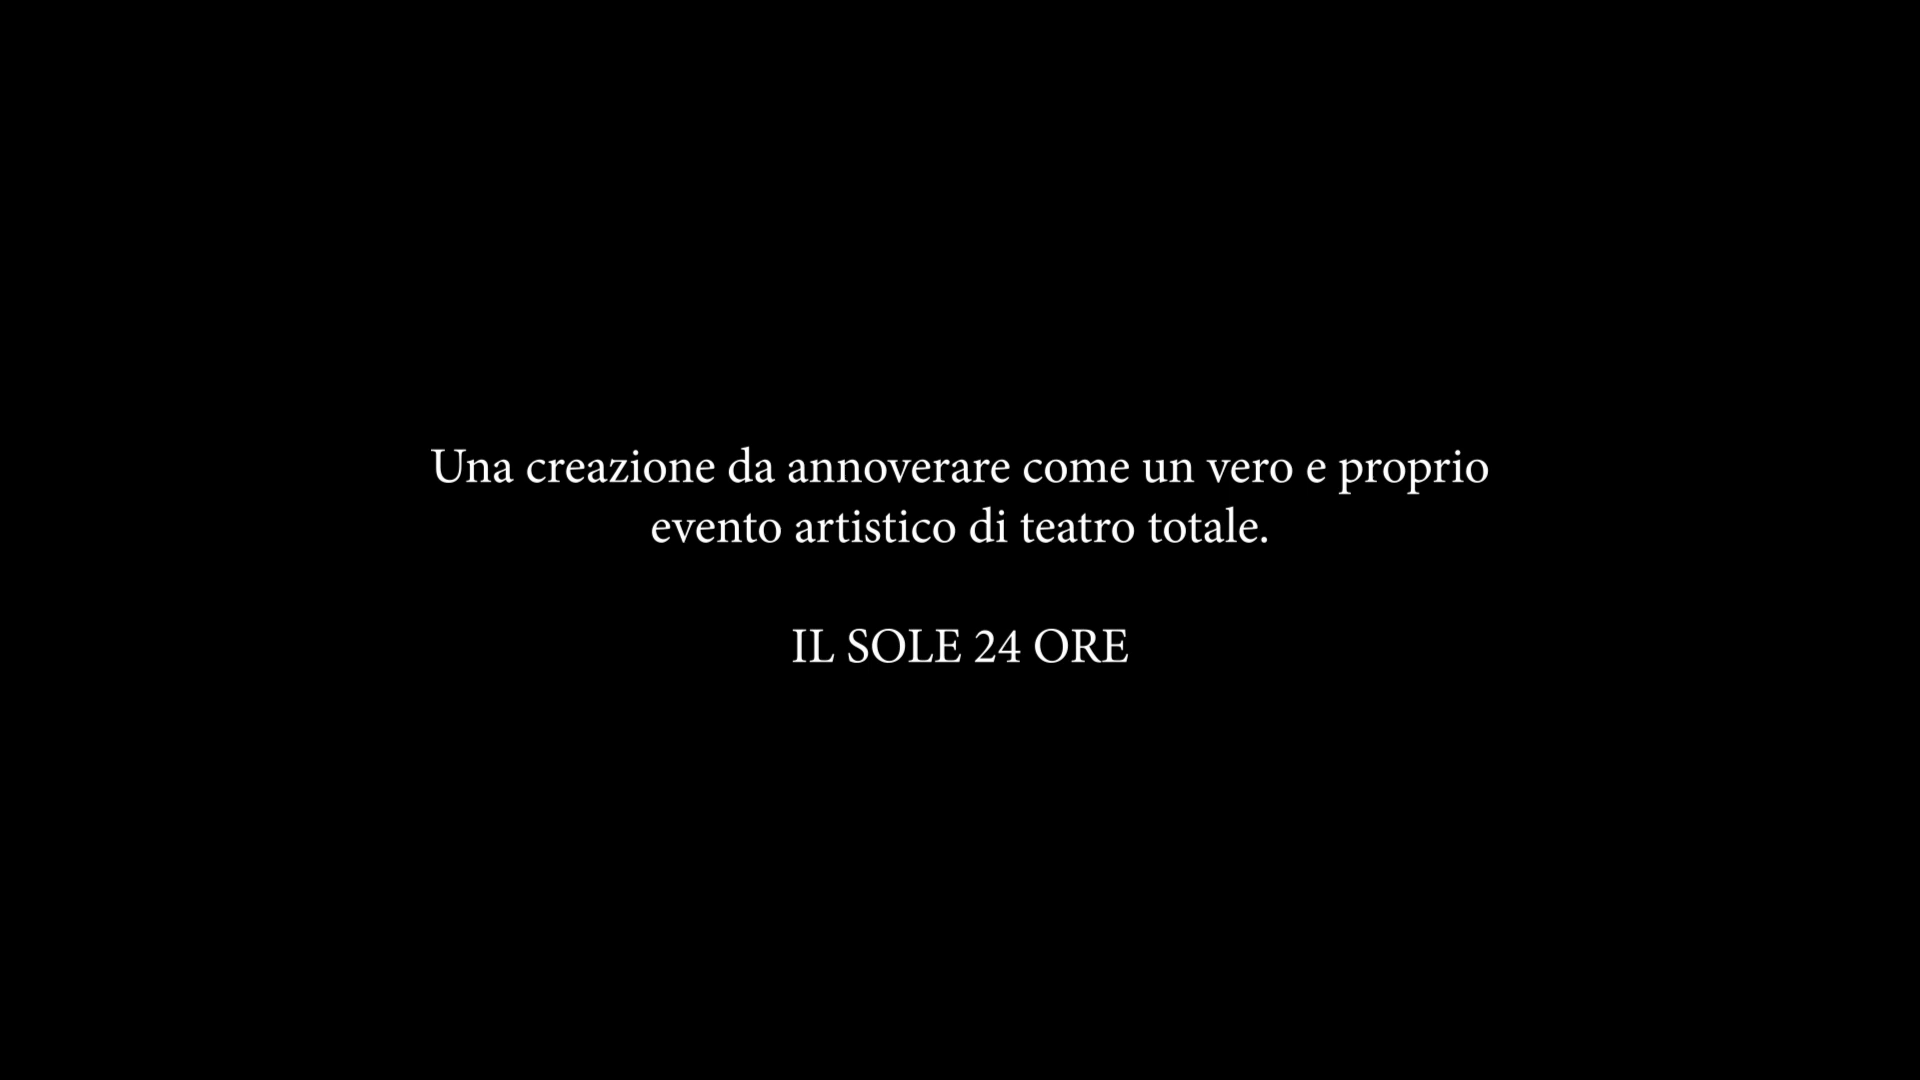 Una creazione da annoverare come un vero e proprio
evento artistico di teatro totale.
IL SOLE 24 ORE